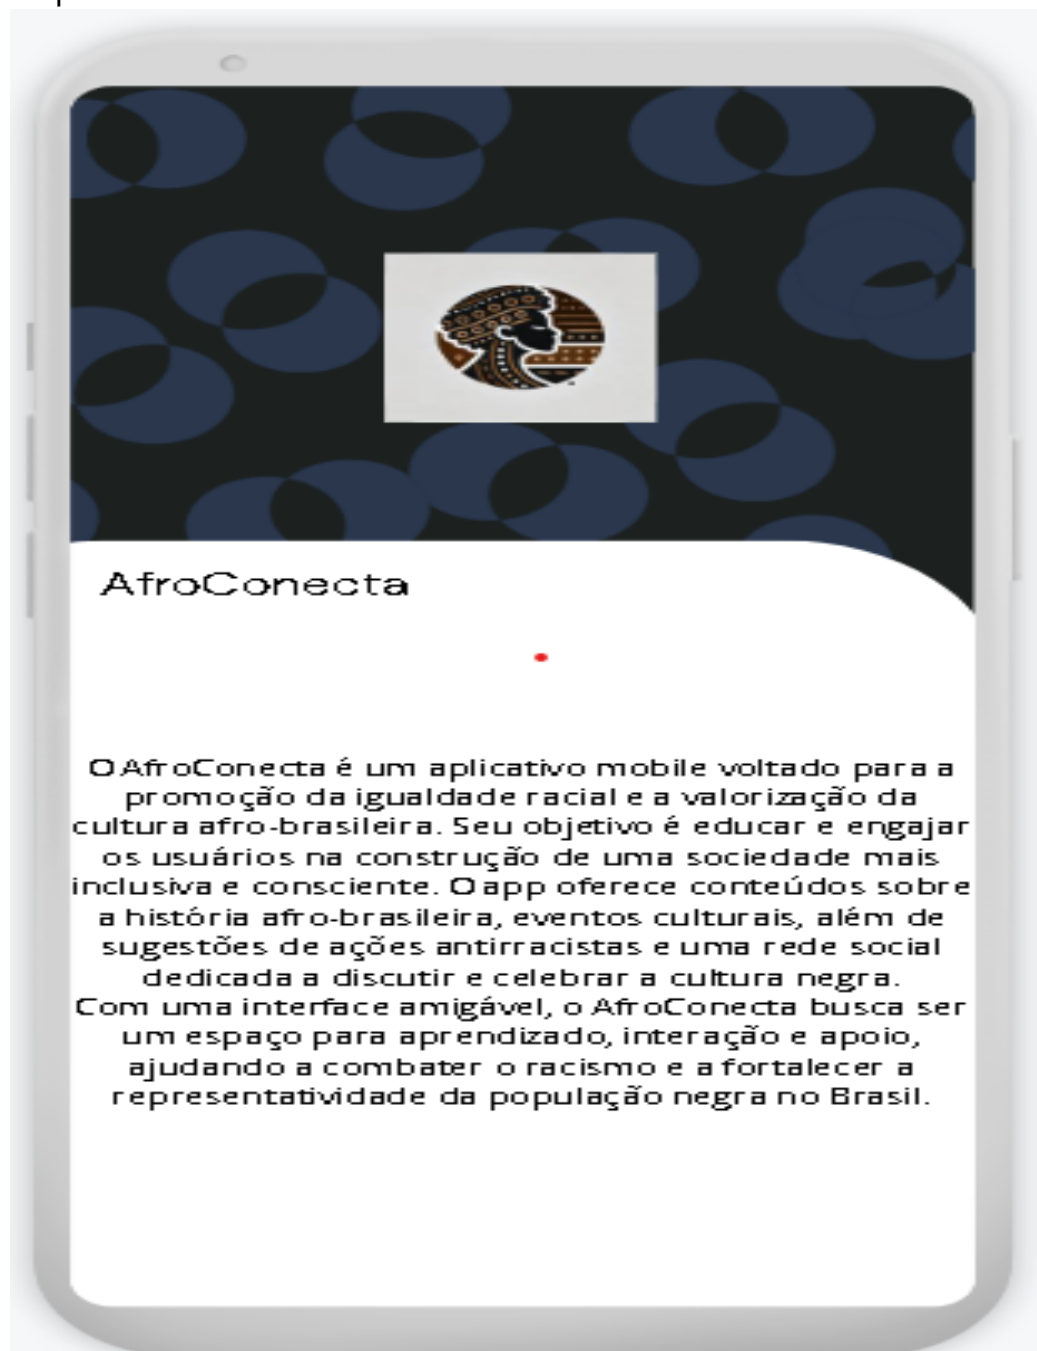 AfroConecta
O AfroConecta é um aplicativo mobile voltado para a
promoção da igualdade racial e a valorização da
cultura afro-brasileira. Seu objetivo é educar e engajar
os usuários na construção de uma sociedade mais
inclusiva e consciente. O app oferece conteúdos sobre
a história afro-brasileira, eventos culturais, além de
sugestões de ações antirracistas e uma rede social
dedicada a discutir e celebrar a cultura negra.
Com uma interface amigável, o AfroConecta busca ser
um espaço para aprendizado, interação e apoio,
ajudando a combater o racismo e a fortalecer a
representatividade da população negra no Brasil.